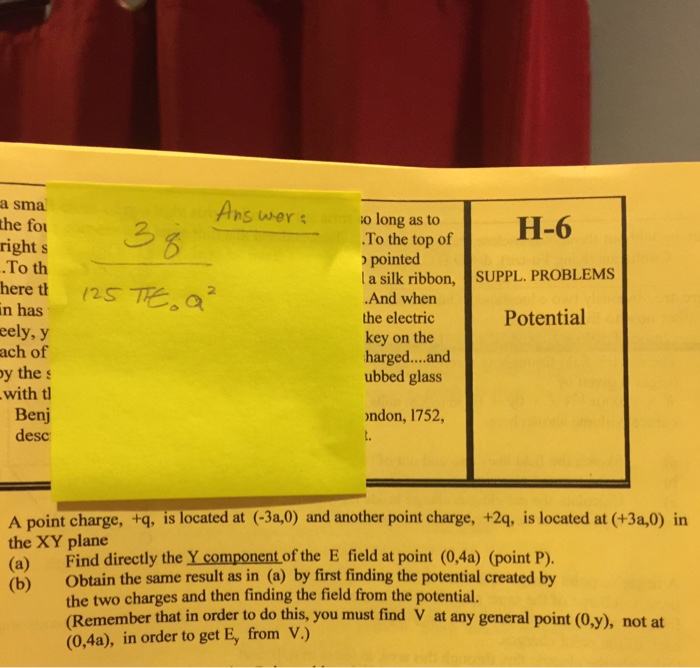 a
the
right s
.To th
here th
in has
eely, y
ach of
by the s
.with th
Benj
desc
Answer:
3q
125 πε₀a²
so long as to
.To the top of
pointed
a silk ribbon,
.And when
the electric
key on the
harged....and
ubbed glass
ondon, 1752,
t.
H-6
SUPPL. PROBLEMS
Potential
A point charge, +q, is located at (-3a,0) and another point charge, +2q, is located at (+3a,0) in
the XY plane
(a) Find directly the Y component of the E field at point (0,4a) (point P).
(b) Obtain the same result as in (a) by first finding the potential created by
the two charges and then finding the field from the potential.
(Remember that in order to do this, you must find V at any general point (0,y), not at
(0,4a), in order to get Ey from V.)